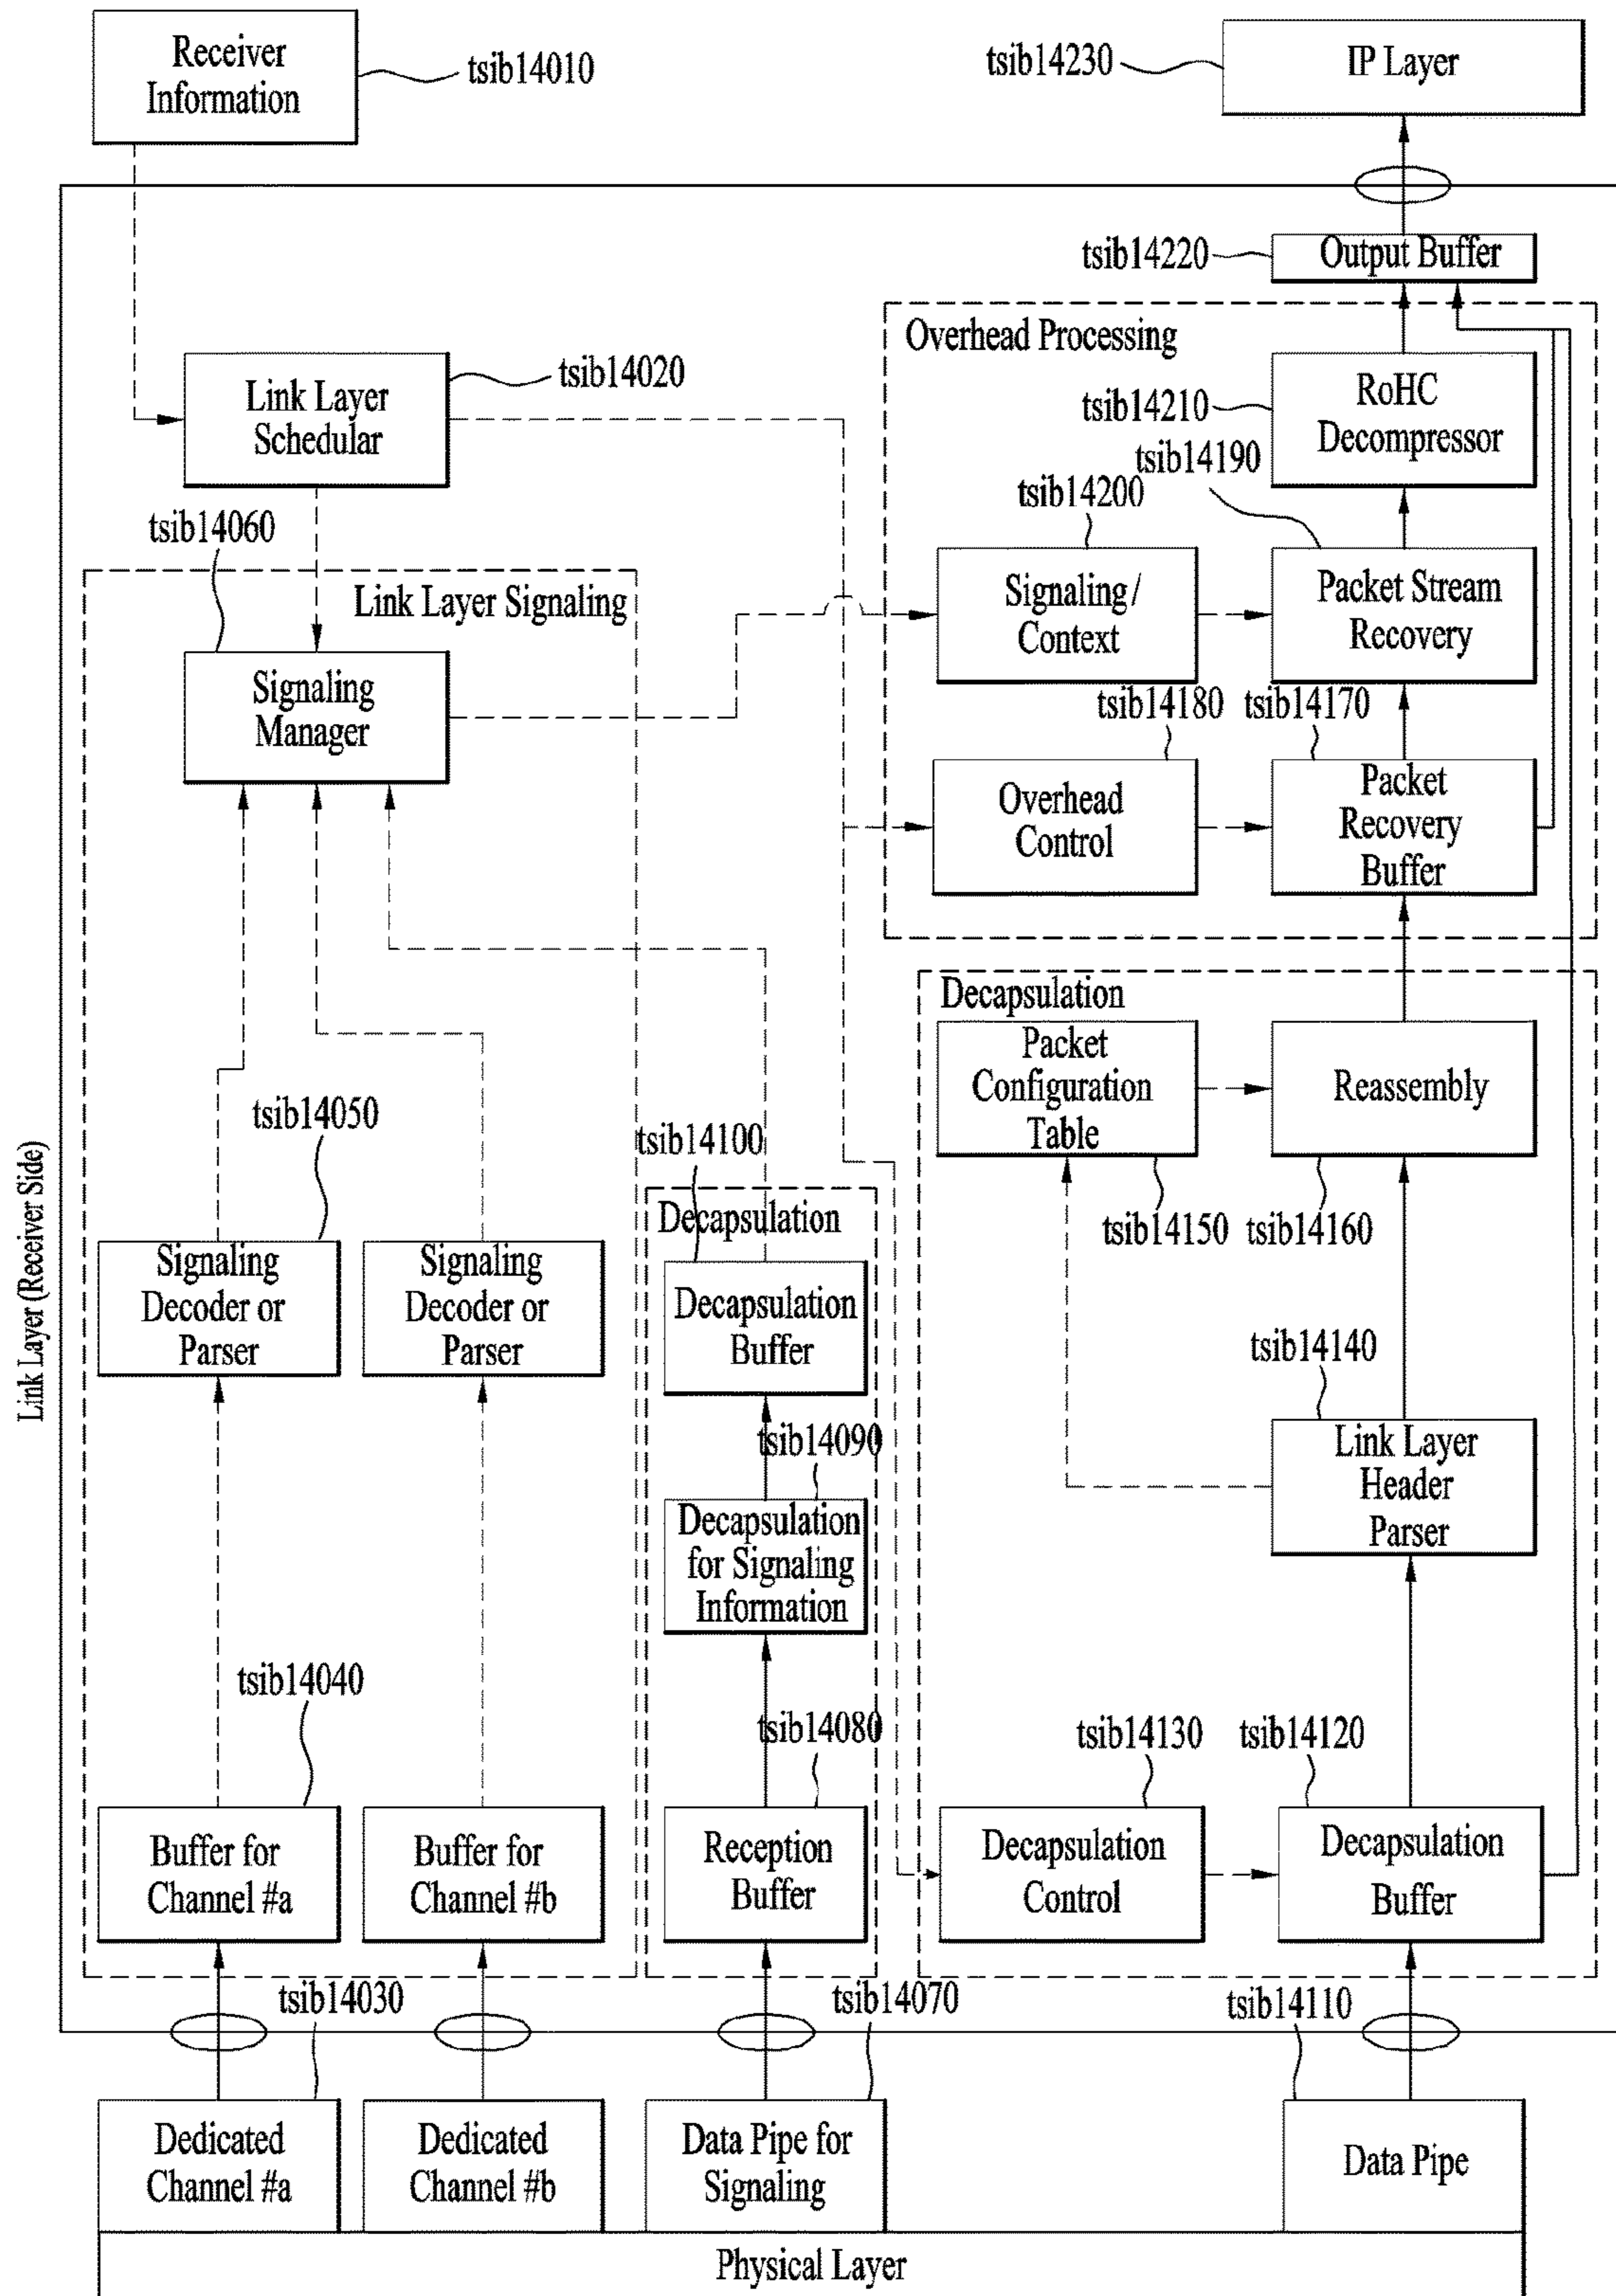 Receiver
Information
tsib14010
tsib14230
IP Layer
tsib14220
Output Buffer
Overhead Processing
Link Layer
Schedular
tsib14020
tsib14210
RoHC
Decompressor
tsib14190
tsib14200
tsib14060
Link Layer Signaling
Signaling /
Context
Packet Stream
Recovery
Signaling
Manager
tsib14180
tsib14170
Overhead
Control
Packet
Recovery
Buffer
Decapsulation
Packet
Configuration
Table
Reassembly
tsib14050
tsib14100
Link Layer (Receiver Side)
Decapsulation
tsib14150
tsib14160
Signaling
Decoder or
Parser
Signaling
Decoder or
Parser
Decapsulation
Buffer
tsib14140
tsib14090
Link Layer
Header
Parser
Decapsulation
for Signaling
Information
tsib14040
tsib14080
tsib14130
tsib14120
Buffer for
Channel #a
Buffer for
Channel #b
Reception
Buffer
Decapsulation
Control
Decapsulation
Buffer
tsib14030
tsib14070
tsib14110
Dedicated
Channel #a
Dedicated
Channel #b
Data Pipe for
Signaling
Data Pipe
Physical Layer